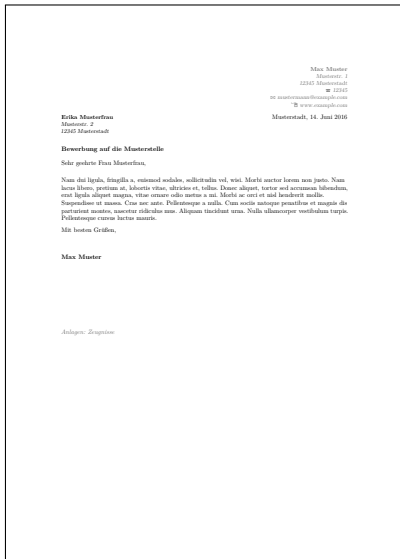 Max Muster
Musterstr. 1
12345 Musterstadt
12345
mustermann@example.com
www.example.com
Erika Musterfrau
Musterstr. 2
12345 Musterstadt
Musterstadt, 14. Juni 2016
Bewerbung auf die Musterstelle
Sehr geehrte Frau Musterfrau,
Nam dui ligula, fringilla a, euismod sodales, sollicitudin vel, wisi. Morbi auctor lorem non justo. Nam
lacus libero, pretium at, lobortis vitae, ultricies et, tellus. Donec aliquet, tortor sed accumsan bibendum,
erat ligula aliquet magna, vitae ornare odio metus a mi. Morbi ac orci et nisl hendrerit mollis.
Suspendisse ut massa. Cras nec ante. Pellentesque a nulla. Cum sociis natoque penatibus et magnis dis
parturient montes, nascetur ridiculus mus. Aliquam tincidunt urna. Nulla ullamcorper vestibulum turpis.
Pellentesque cursus luctus mauris.
Mit besten Grüßen,
Max Muster
Anlagen: Zeugnisse